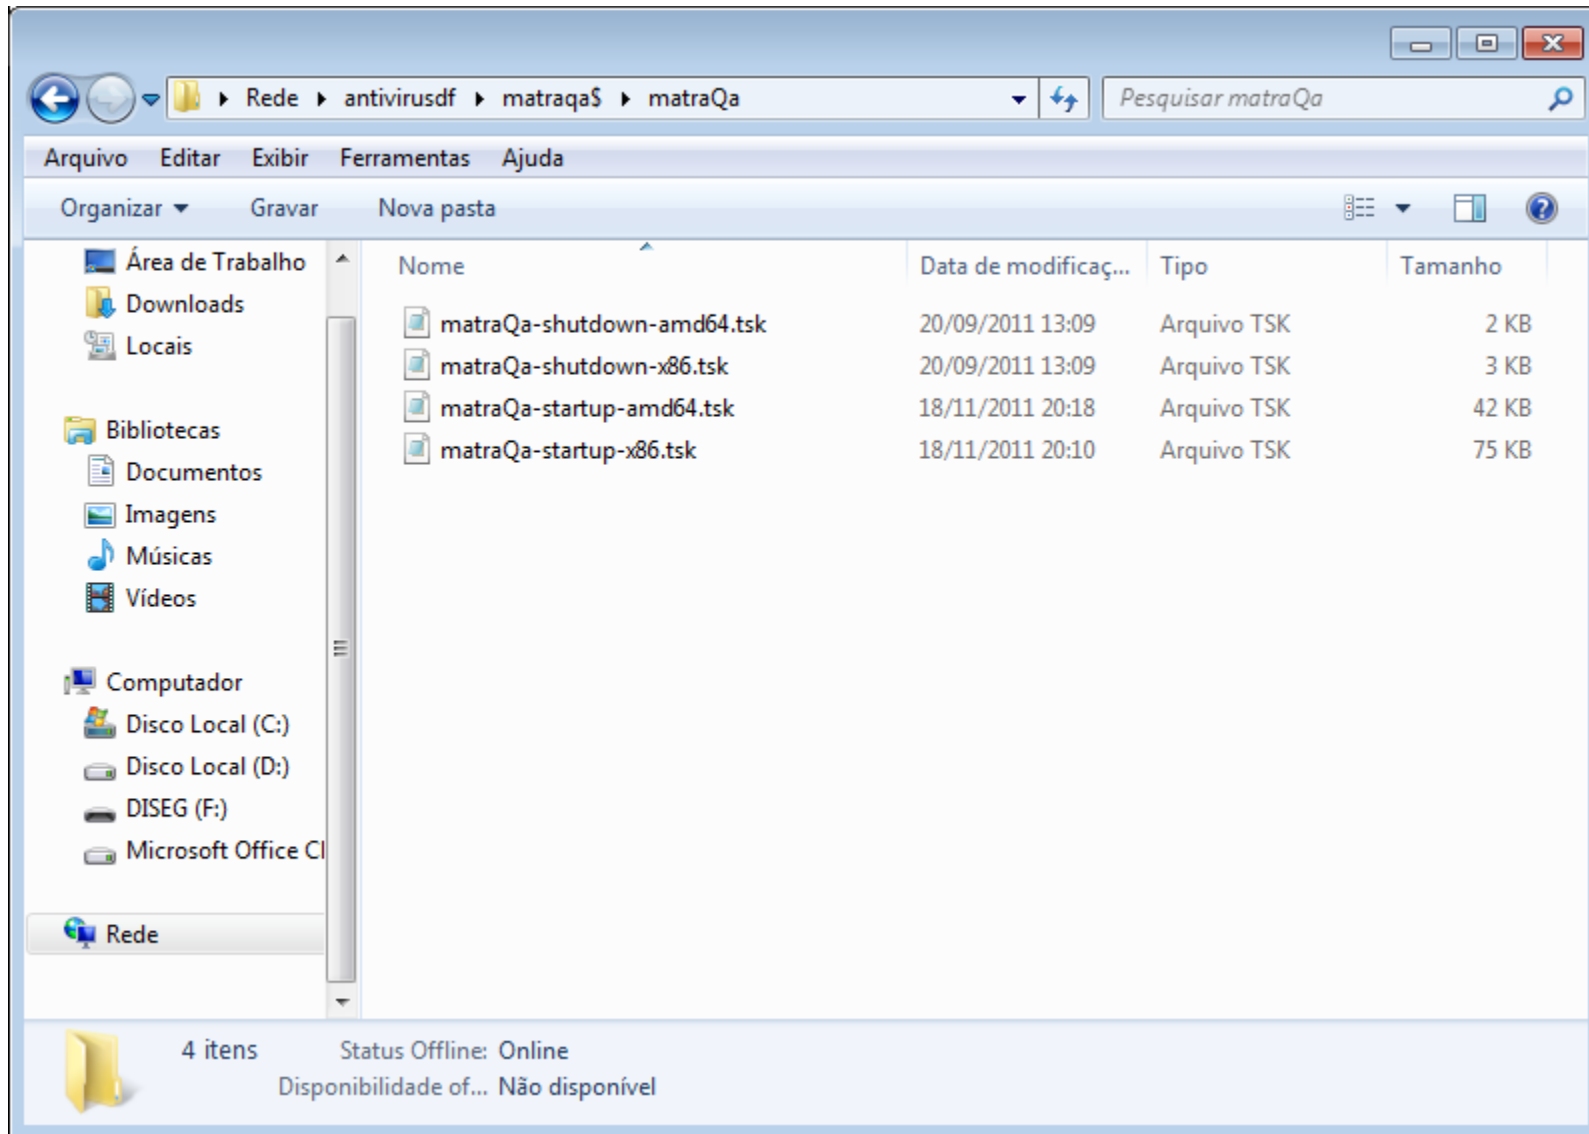 Rede antivirusdf matraqa$ matraQa Pesquisar matraQa
Arquivo Editar Exibir Ferramentas Ajuda
Organizar Gravar Nova pasta
Área de Trabalho
Downloads
Locais
Bibliotecas
Documentos
Imagens
Músicas
Vídeos
Computador
Disco Local (C:)
Disco Local (D:)
DISEG (F:)
Microsoft Office Cl
Rede
Nome Data de modificaç... Tipo Tamanho
matraQa-shutdown-amd64.tsk 20/09/2011 13:09 Arquivo TSK 2 KB
matraQa-shutdown-x86.tsk 20/09/2011 13:09 Arquivo TSK 3 KB
matraQa-startup-amd64.tsk 18/11/2011 20:18 Arquivo TSK 42 KB
matraQa-startup-x86.tsk 18/11/2011 20:10 Arquivo TSK 75 KB
4 itens Status Offline: Online
Disponibilidade of... Não disponível